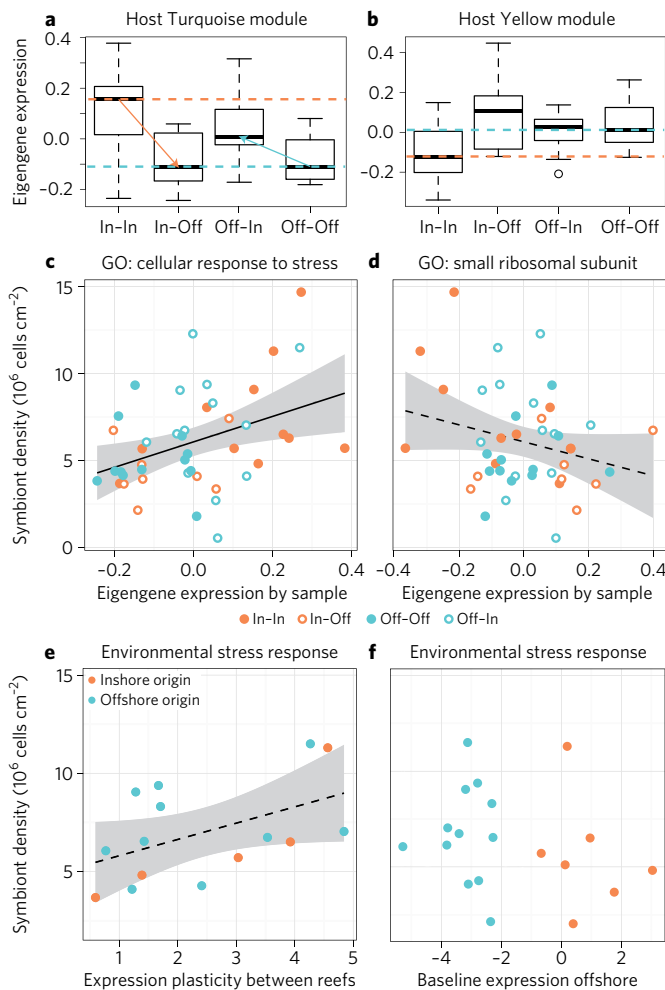 a Host Turquoise module
b Host Yellow module
Eigengene expression
0.4
0.2
0.0
−0.2
In–In In–Off Off–In Off–Off
0.4
0.2
0.0
−0.2
In–In In–Off Off–In Off–Off
c GO: cellular response to stress
d GO: small ribosomal subunit
Symbiont density (10⁶ cells cm⁻²)
15
10
5
0
−0.2 0.0 0.2 0.4
Eigengene expression by sample
−0.4 −0.2 0.0 0.2 0.4
Eigengene expression by sample
In–In In–Off Off–Off Off–In
e Environmental stress response
f Environmental stress response
Inshore origin
Offshore origin
Symbiont density (10⁶ cells cm⁻²)
15
10
5
1 2 3 4 5
Expression plasticity between reefs
−4 −2 0 2
Baseline expression offshore